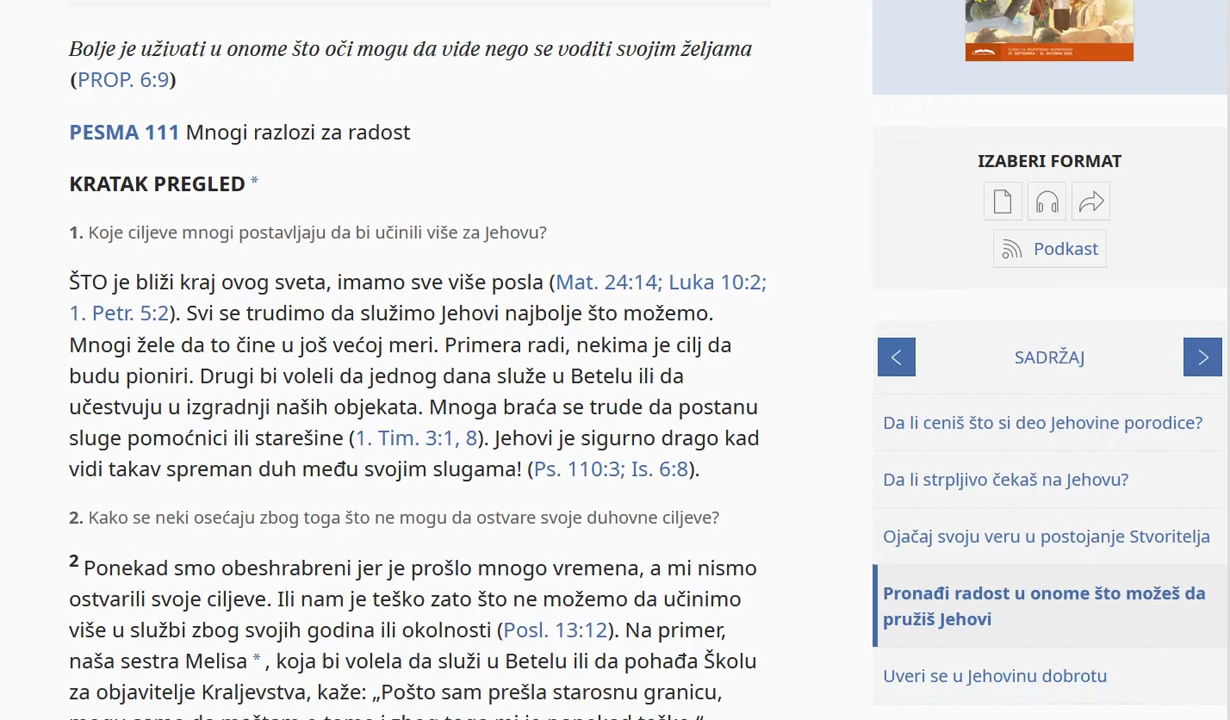 Bolje je uživati u onome što oči mogu da vide nego se voditi svojim željama
(PROP. 6:9)
PESMA 111 Mnogi razlozi za radost
KRATAK PREGLED *
1. Koje ciljeve mnogi postavljaju da bi učinili više za Jehovu?
ŠTO je bliži kraj ovog sveta, imamo sve više posla (Mat. 24:14; Luka 10:2;
1. Petr. 5:2). Svi se trudimo da služimo Jehovi najbolje što možemo.
Mnogi žele da to čine u još većoj meri. Primera radi, nekima je cilj da
budu pioniri. Drugi bi voleli da jednog dana služe u Betelu ili da
učestvuju u izgradnji naših objekata. Mnoga braća se trude da postanu
sluge pomoćnici ili starešine (1. Tim. 3:1, 8). Jehovi je sigurno drago kad
vidi takav spreman duh među svojim slugama! (Ps. 110:3; Is. 6:8).
2. Kako se neki osećaju zbog toga što ne mogu da ostvare svoje duhovne ciljeve?
2 Ponekad smo obeshrabreni jer je prošlo mnogo vremena, a mi nismo
ostvarili svoje ciljeve. Ili nam je teško zato što ne možemo da učinimo
više u službi zbog svojih godina ili okolnosti (Posl. 13:12). Na primer,
naša sestra Melisa *, koja bi volela da služi u Betelu ili da pohađa Školu
za objavitelje Kraljevstva, kaže: „Pošto sam prešla starosnu granicu,
IZABERI FORMAT
Podkast
SADRŽAJ
Da li ceniš što si deo Jehovine porodice?
Da li strpljivo čekaš na Jehovu?
Ojačaj svoju veru u postojanje Stvoritelja
Pronađi radost u onome što možeš da
pružiš Jehovi
Uveri se u Jehovinu dobrotu